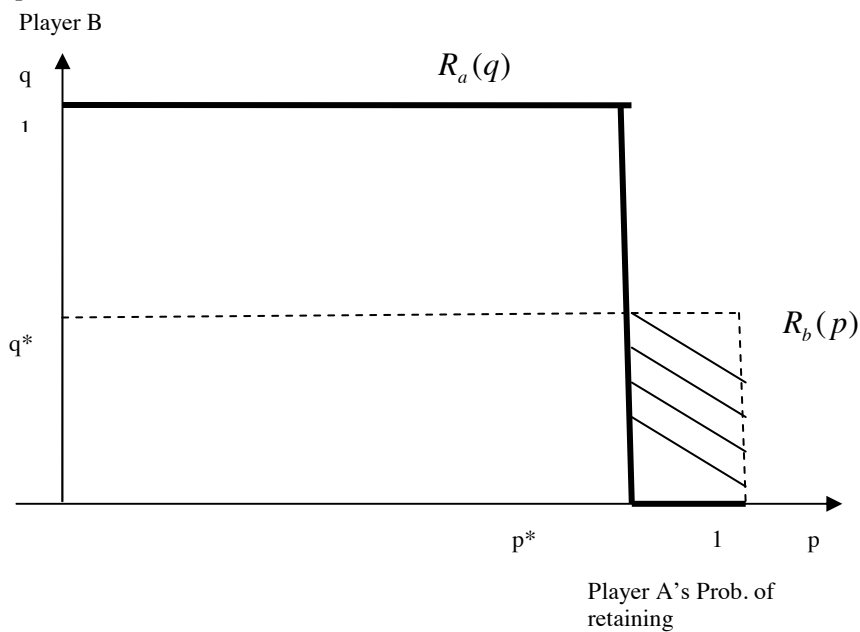 Player B
q
R_a(q)
1
R_b(p)
q*
p*
1
p
Player A's Prob. of
retaining